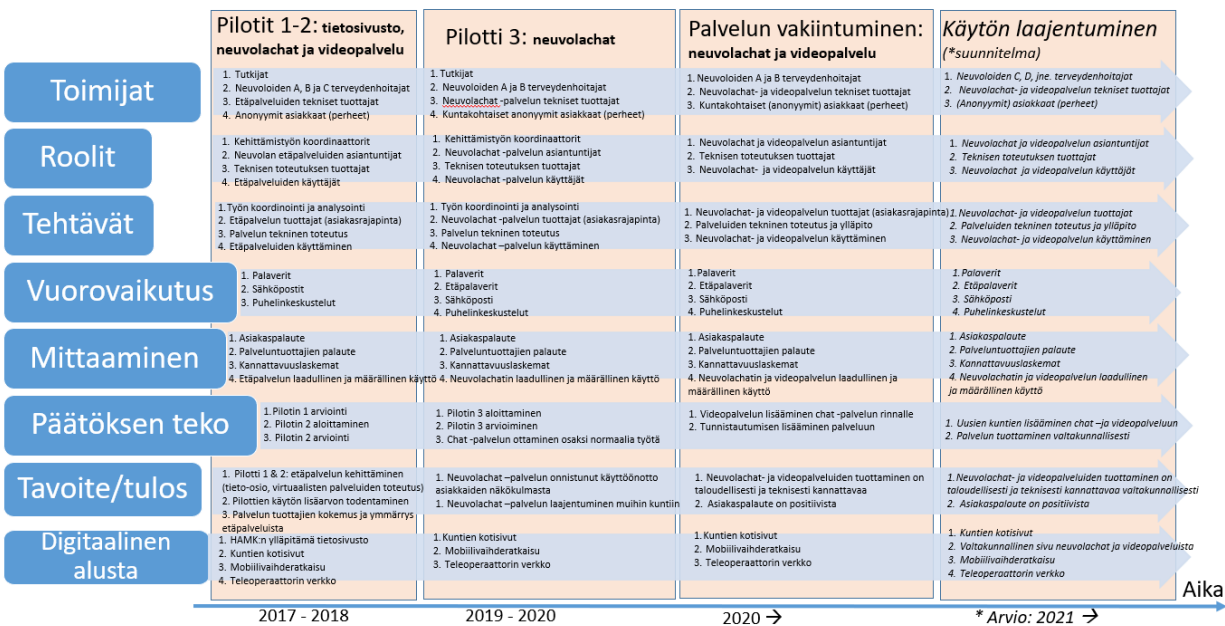 Pilotit 1-2: tietosivusto,
neuvolachat ja videopalvelu
Pilotti 3: neuvolachat
Palvelun vakiintuminen:
neuvolachat ja videopalvelu
Käytön laajentuminen
(*suunnitelma)
Toimijat
1. Tutkijat
2. Neuvoloiden A, B ja C terveydenhoitajat
3. Etäpalveluiden tekniset tuottajat
4. Anonyymit asiakkaat (perheet)
1. Tutkijat
2. Neuvoloiden A ja B terveydenhoitajat
3. Neuvolachat -palvelun tekniset tuottajat
4. Kuntakohtaiset anonyymit asiakkaat (perheet)
1. Neuvoloiden A ja B terveydenhoitajat
2. Neuvolachat- ja videopalvelun tekniset tuottajat
3. Kuntakohtaiset (anonyymit) asiakkaat (perheet)
1. Neuvoloiden C, D, jne. terveydenhoitajat
2. Neuvolachat- ja videopalvelun tekniset tuottajat
3. (Anonyymit) asiakkaat (perheet)
Roolit
1. Kehittämistyön koordinaattorit
2. Neuvolan etäpalveluiden asiantuntijat
3. Teknisen toteutuksen tuottajat
4. Etäpalveluiden käyttäjät
1. Kehittämistyön koordinaattorit
2. Neuvolachat -palvelun asiantuntijat
3. Teknisen toteutuksen tuottajat
4. Neuvolachat -palvelun käyttäjät
1. Neuvolachat ja videopalvelun asiantuntijat
2. Teknisen toteutuksen tuottajat
3. Neuvolachat- ja videopalvelun käyttäjät
1. Neuvolachat ja videopalvelun asiantuntijat
2. Teknisen toteutuksen tuottajat
3. Neuvolachat ja videopalvelun käyttäjät
Tehtävät
1.Työn koordinointi ja analysointi
2. Etäpalvelun tuottajat (asiakasrajapinta)
3. Palvelun tekninen toteutus
4. Etäpalveluiden käyttäminen
1. Työn koordinointi ja analysointi
2. Neuvolachat -palvelun tuottajat (asiakasrajapinta)
3. Palvelun tekninen toteutus
4. Neuvolachat –palvelun käyttäminen
1. Neuvolachat- ja videopalvelun tuottajat (asiakasrajapinta)
2. Palveluiden tekninen toteutus ja ylläpito
3. Neuvolachat- ja videopalvelun käyttäminen
1. Neuvolachat- ja videopalvelun tuottajat
2. Palveluiden tekninen toteutus ja ylläpito
3. Neuvolachat- ja videopalvelun käyttäminen
Vuorovaikutus
1. Palaverit
2. Sähköpostit
3. Puhelinkeskustelut
1. Palaverit
2. Etäpalaverit
3. Sähköposti
4. Puhelinkeskustelut
1.Palaverit
2. Etäpalaverit
3. Sähköposti
4. Puhelinkeskustelut
1.Palaverit
2. Etäpalaverit
3. Sähköposti
4. Puhelinkeskustelut
Mittaaminen
1. Asiakaspalaute
2. Palveluntuottajien palaute
3. Kannattavuuslaskemat
4. Etäpalvelun laadullinen ja määrällinen käyttö
1. Asiakaspalaute
2. Palveluntuottajien palaute
3. Kannattavuuslaskemat
4. Neuvolachatin laadullinen ja määrällinen käyttö
1. Asiakaspalaute
2. Palveluntuottajien palaute
3. Kannattavuuslaskemat
4. Neuvolachatin ja videopalvelun laadullinen ja
määrällinen käyttö
1. Asiakaspalaute
2. Palveluntuottajien palaute
3. Kannattavuuslaskemat
4. Neuvolachatin ja videopalvelun laadullinen
ja määrällinen käyttö
Päätöksen teko
1.Pilotin 1 arviointi
2. Pilotin 2 aloittaminen
3. Pilotin 2 arviointi
1. Pilotin 3 aloittaminen
2. Pilotin 3 arvioiminen
3. Chat -palvelun ottaminen osaksi normaalia työtä
1. Videopalvelun lisääminen chat -palvelun rinnalle
2. Tunnistautumisen lisääminen palveluun
1. Uusien kuntien lisääminen chat –ja videopalveluun
2. Palvelun tuottaminen valtakunnallisesti
Tavoite/tulos
1. Pilotti 1 & 2: etäpalvelun kehittäminen
(tieto-osio, virtuaalisten palveluiden toteutus)
2. Pilottien käytön lisäarvon todentaminen
3. Palvelun tuottajien kokemus ja ymmärrys
etäpalveluista
1. Neuvolachat –palvelun onnistunut käyttöönotto
asiakkaiden näkökulmasta
1. Neuvolachat –palvelun laajentuminen muihin kuntiin
1. Neuvolachat- ja videopalveluiden tuottaminen on
taloudellisesti ja teknisesti kannattavaa
2. Asiakaspalaute on positiivista
1.Neuvolachat- ja videopalveluiden tuottaminen on
taloudellisesti ja teknisesti kannattavaa valtakunnallisesti
2. Asiakaspalaute on positiivista
Digitaalinen
alusta
1. HAMK:n ylläpitämä tietosivusto
2. Kuntien kotisivut
3. Mobiilivaihderatkaisu
4. Teleoperaattorin verkko
1.Kuntien kotisivut
2. Mobiilivaihderatkaisu
3. Teleoperaattorin verkko
1.Kuntien kotisivut
2. Mobiilivaihderatkaisu
3. Teleoperaattorin verkko
1. Kuntien kotisivut
2. Valtakunnallinen sivu neuvolachat ja videopalveluista
3. Mobiilivaihderatkaisu
4. Teleoperaattorin verkko
Aika
2017 - 2018
2019 - 2020
2020 →
* Arvio: 2021 →